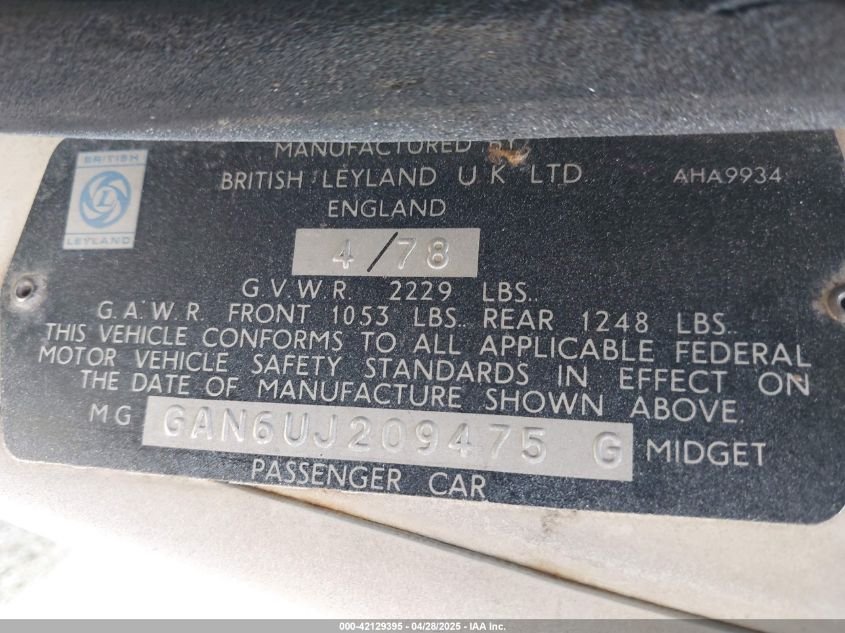 MANUFACTURED BY
BRITISH LEYLAND U.K. LTD.
AHA9934
BRITISH
L
LEYLAND
ENGLAND
4/78
G.V.W.R. 2229 LBS.
G.A.W.R. FRONT 1053 LBS. REAR 1248 LBS.
THIS VEHICLE CONFORMS TO ALL APPLICABLE FEDERAL
MOTOR VEHICLE SAFETY STANDARDS IN EFFECT ON
THE DATE OF MANUFACTURE SHOWN ABOVE.
MG GAN6UJ209475 G MIDGET
PASSENGER CAR
000-42129395 - 04/28/2025 - IAA Inc.